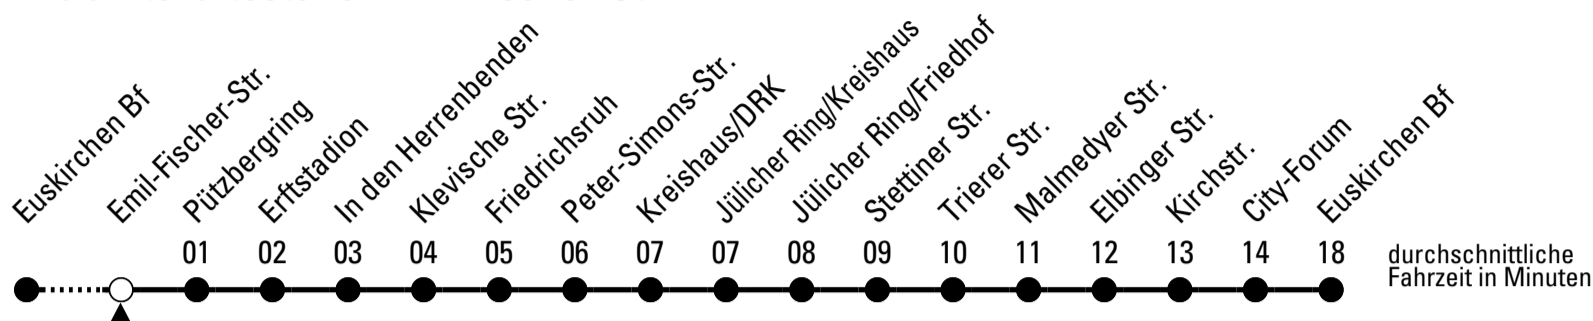 Euskirchen Bf
Emil-Fischer-Str.
Pützbergring
Erftstadion
In den Herrenbenden
Klevische Str.
Friedrichsruh
Peter-Simons-Str.
Kreishaus/DRK
Jülicher Ring/Kreishaus
Jülicher Ring/Friedhof
Stettiner Str.
Trierer Str.
Malmedyer Str.
Elbinger Str.
Kirchstr.
City-Forum
Euskirchen Bf
01 02 03 04 05 06 07 07 08 09 10 11 12 13 14 18
durchschnittliche
Fahrzeit in Minuten